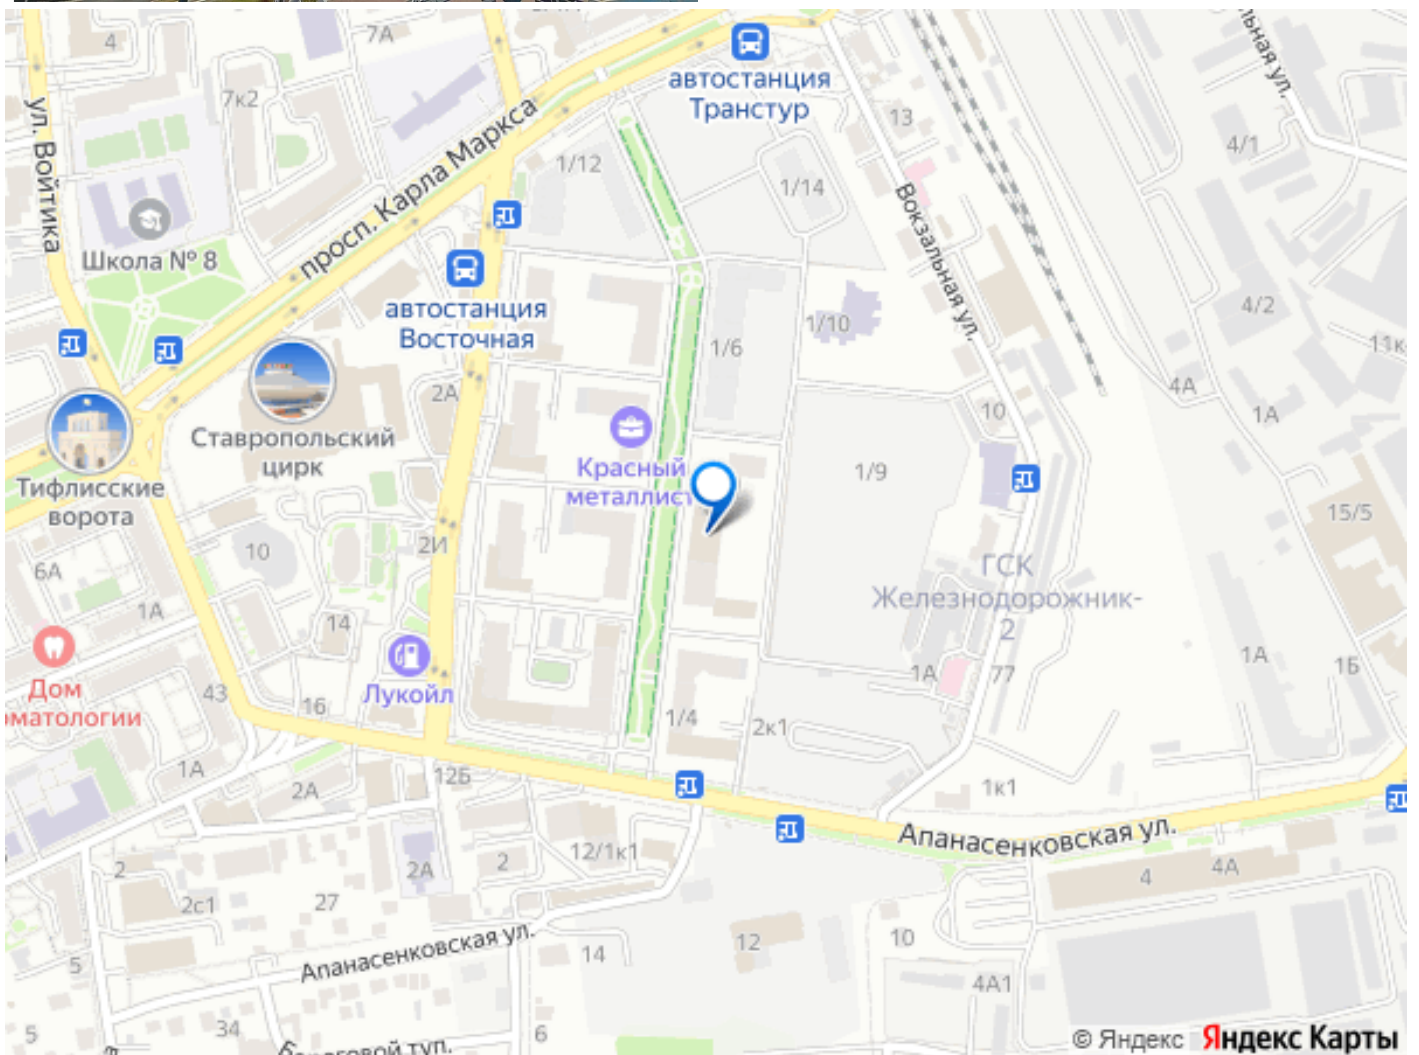 4
7А
автостанция
Транстур
7к2
ул. Войтика
просп. Карла Маркса
13
4/1
1/12
1/14
Вокзальная ул.
Школа № 8
автостанция
Восточная
1/10
4/2
1/6
2А
4А
10
1А
Ставропольский
цирк
Красный
металлист
1/9
Тифлисские
ворота
15/5
10
2И
6А
1А
14
ГСК
Железнодорожник-
2
Лукойл
Дом
43
16
1А
77
1А
1Б
1/4
2к1
1А
2А
12Б
1к1
Апанасенковская ул.
2
2А
2
12/1к1
4
4А
2с1
27
Апанасенковская ул.
14
12
10
5
4А1
5
34
6
© Яндекс Яндекс Карты